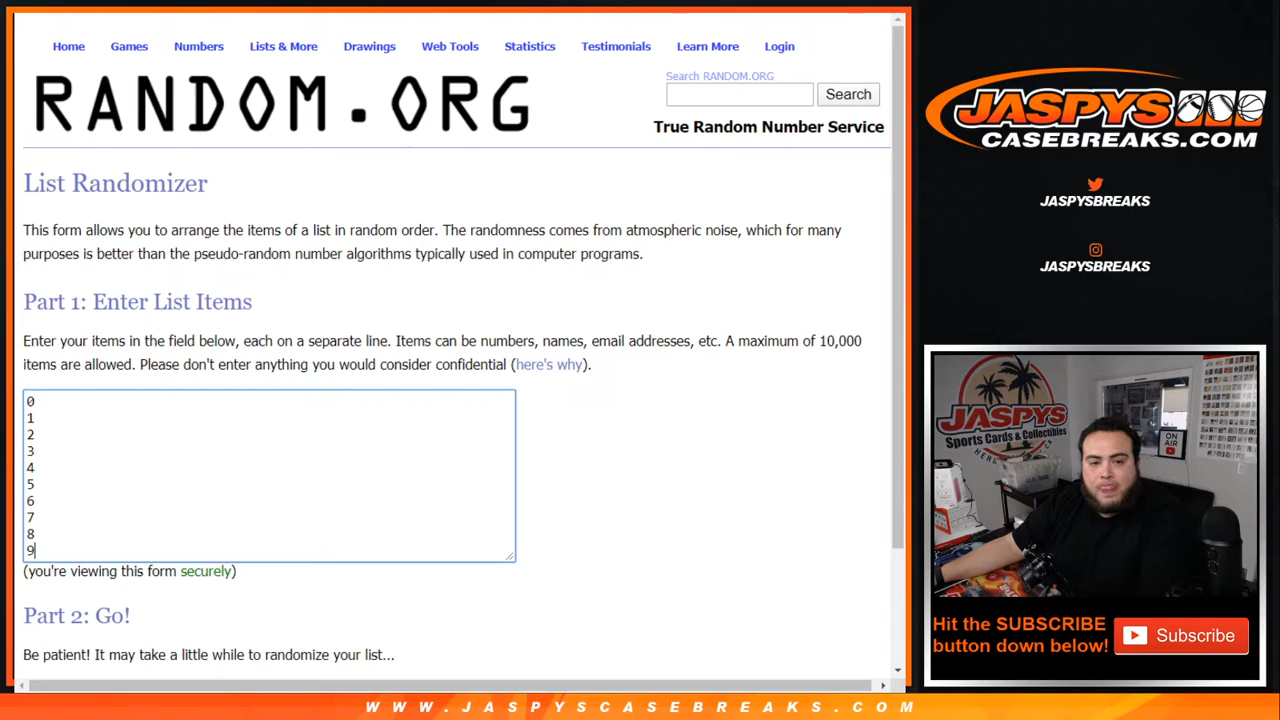 Home Games Numbers Lists & More Drawings Web Tools Statistics Testimonials Learn More Login
RANDOM.ORG
Search RANDOM.ORG
Search
True Random Number Service
List Randomizer
This form allows you to arrange the items of a list in random order. The randomness comes from atmospheric noise, which for many
purposes is better than the pseudo-random number algorithms typically used in computer programs.
Part 1: Enter List Items
Enter your items in the field below, each on a separate line. Items can be numbers, names, email addresses, etc. A maximum of 10,000
items are allowed. Please don't enter anything you would consider confidential (here's why).
0
1
2
3
4
5
6
7
8
9
(you're viewing this form securely)
Part 2: Go!
Be patient! It may take a little while to randomize your list...
JASPYS
CASEBREAKS.COM
JASPYSBREAKS
JASPYSBREAKS
JASPYS
Sports Cards & Collectibles
ON
AIR
Hit the SUBSCRIBE
button down below!
Subscribe
WWW.JASPYSCASEBREAKS.COM